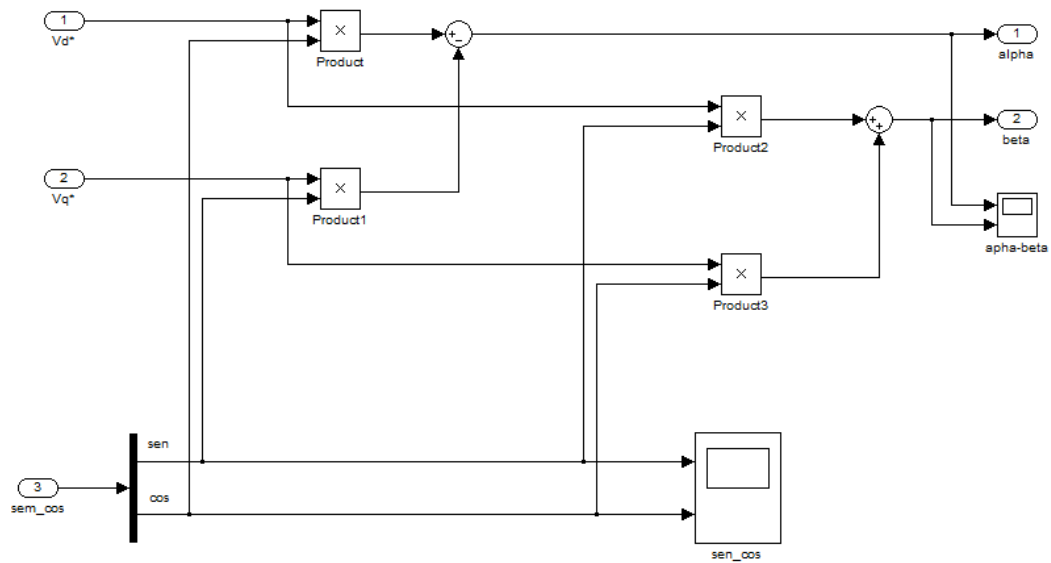 1
Vd*
×
Product
+
−
1
alpha
×
Product2
+
+
2
beta
2
Vq*
×
Product1
apha-beta
×
Product3
sen
3
sem_cos
cos
sen_cos